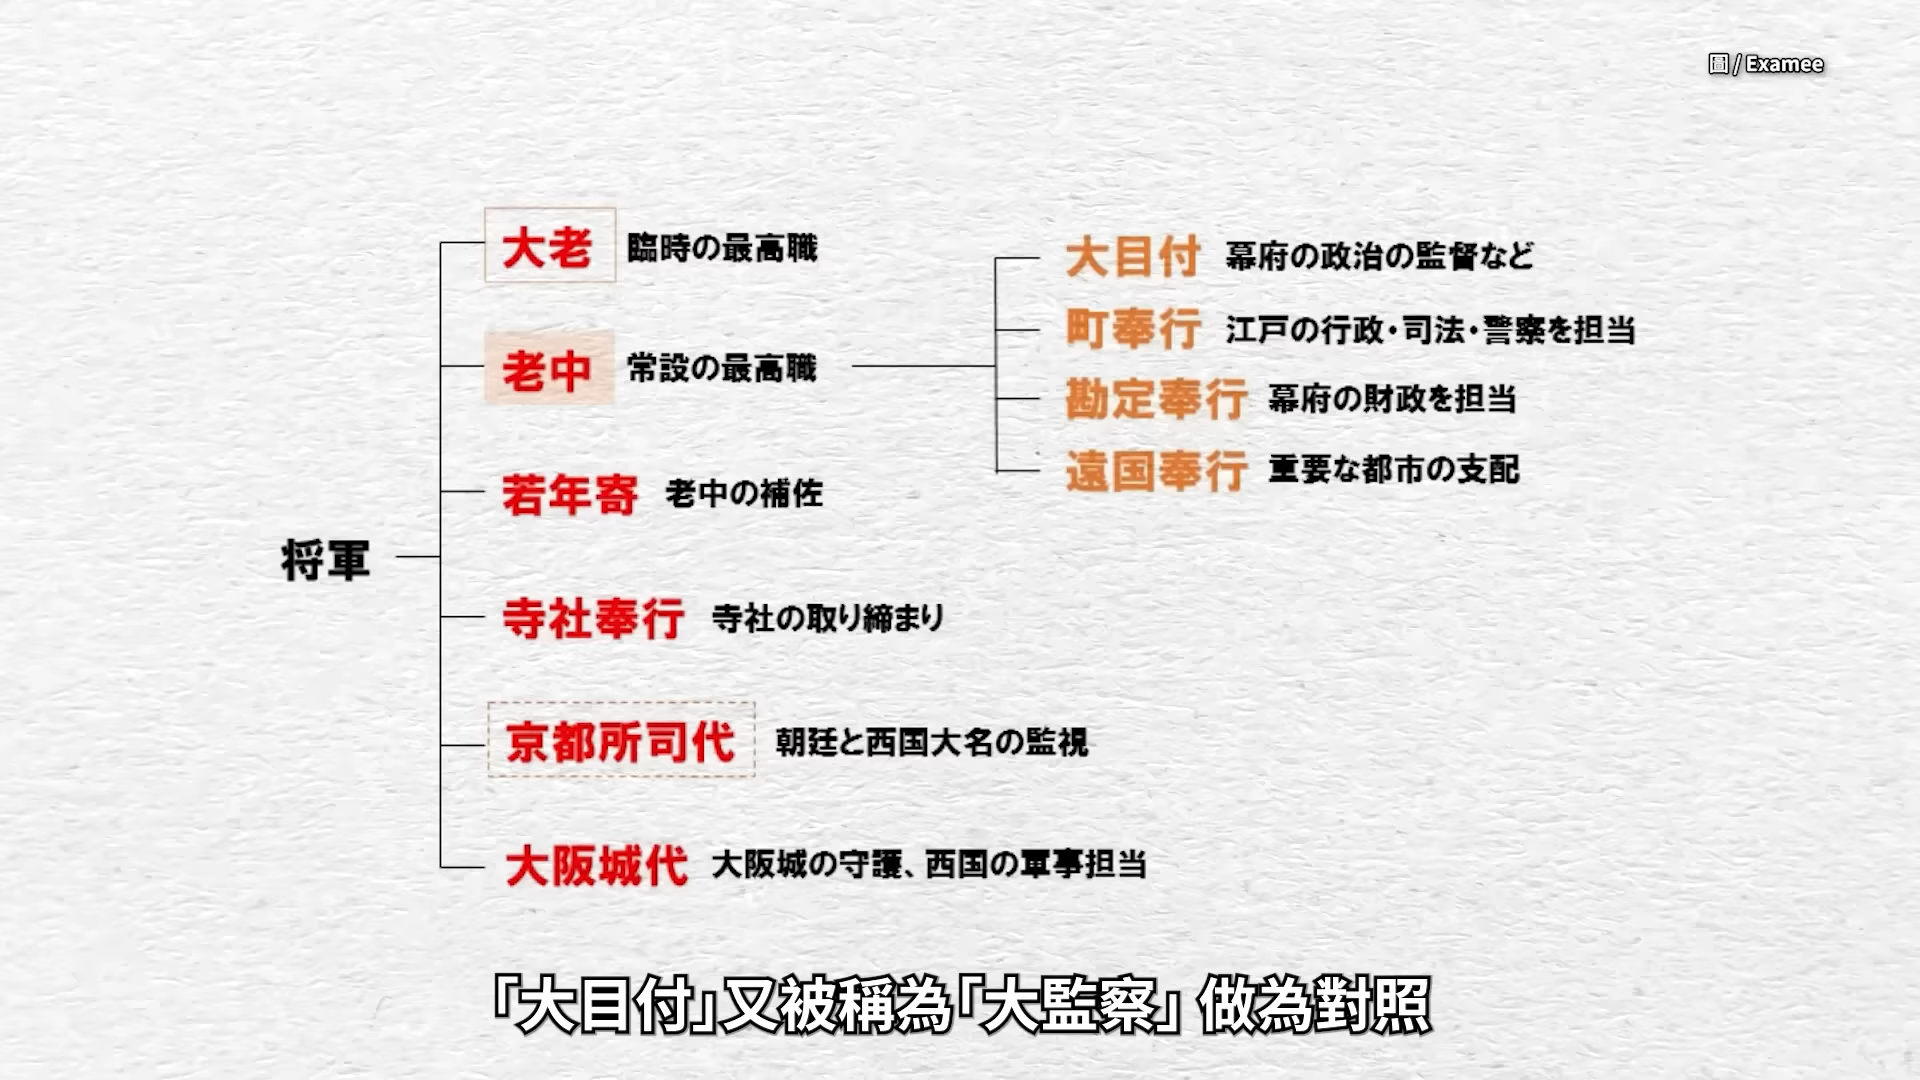 圖 / Examee
大老 臨時の最高職
老中 常設の最高職
若年寄 老中の補佐
将軍
寺社奉行 寺社の取り締まり
京都所司代 朝廷と西国大名の監視
大阪城代 大阪城の守護、西国の軍事担当
大目付 幕府の政治の監督など
町奉行 江戸の行政・司法・警察を担当
勘定奉行 幕府の財政を担当
遠国奉行 重要な都市の支配
「大目付」又被稱為「大監察」做為對照